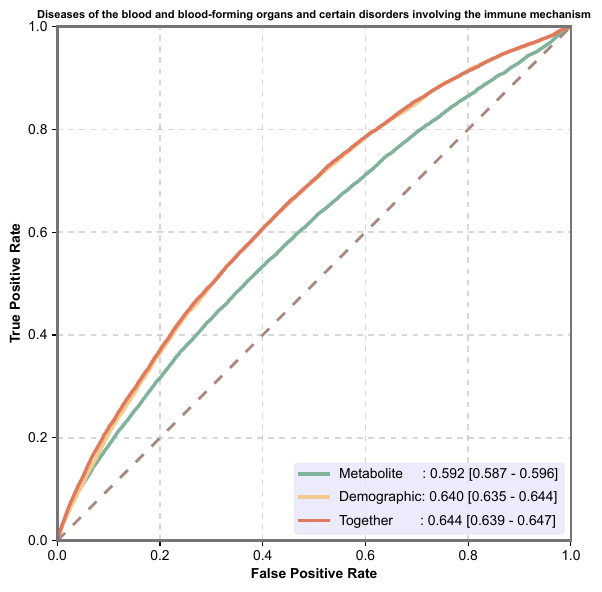 Diseases of the blood and blood-forming organs and certain disorders involving the immune mechanism
1.0
0.8
0.6
0.4
0.2
0.0
True Positive Rate
Metabolite : 0.592 [0.587 - 0.596]
Demographic: 0.640 [0.635 - 0.644]
Together : 0.644 [0.639 - 0.647]
0.0 0.2 0.4 0.6 0.8 1.0
False Positive Rate